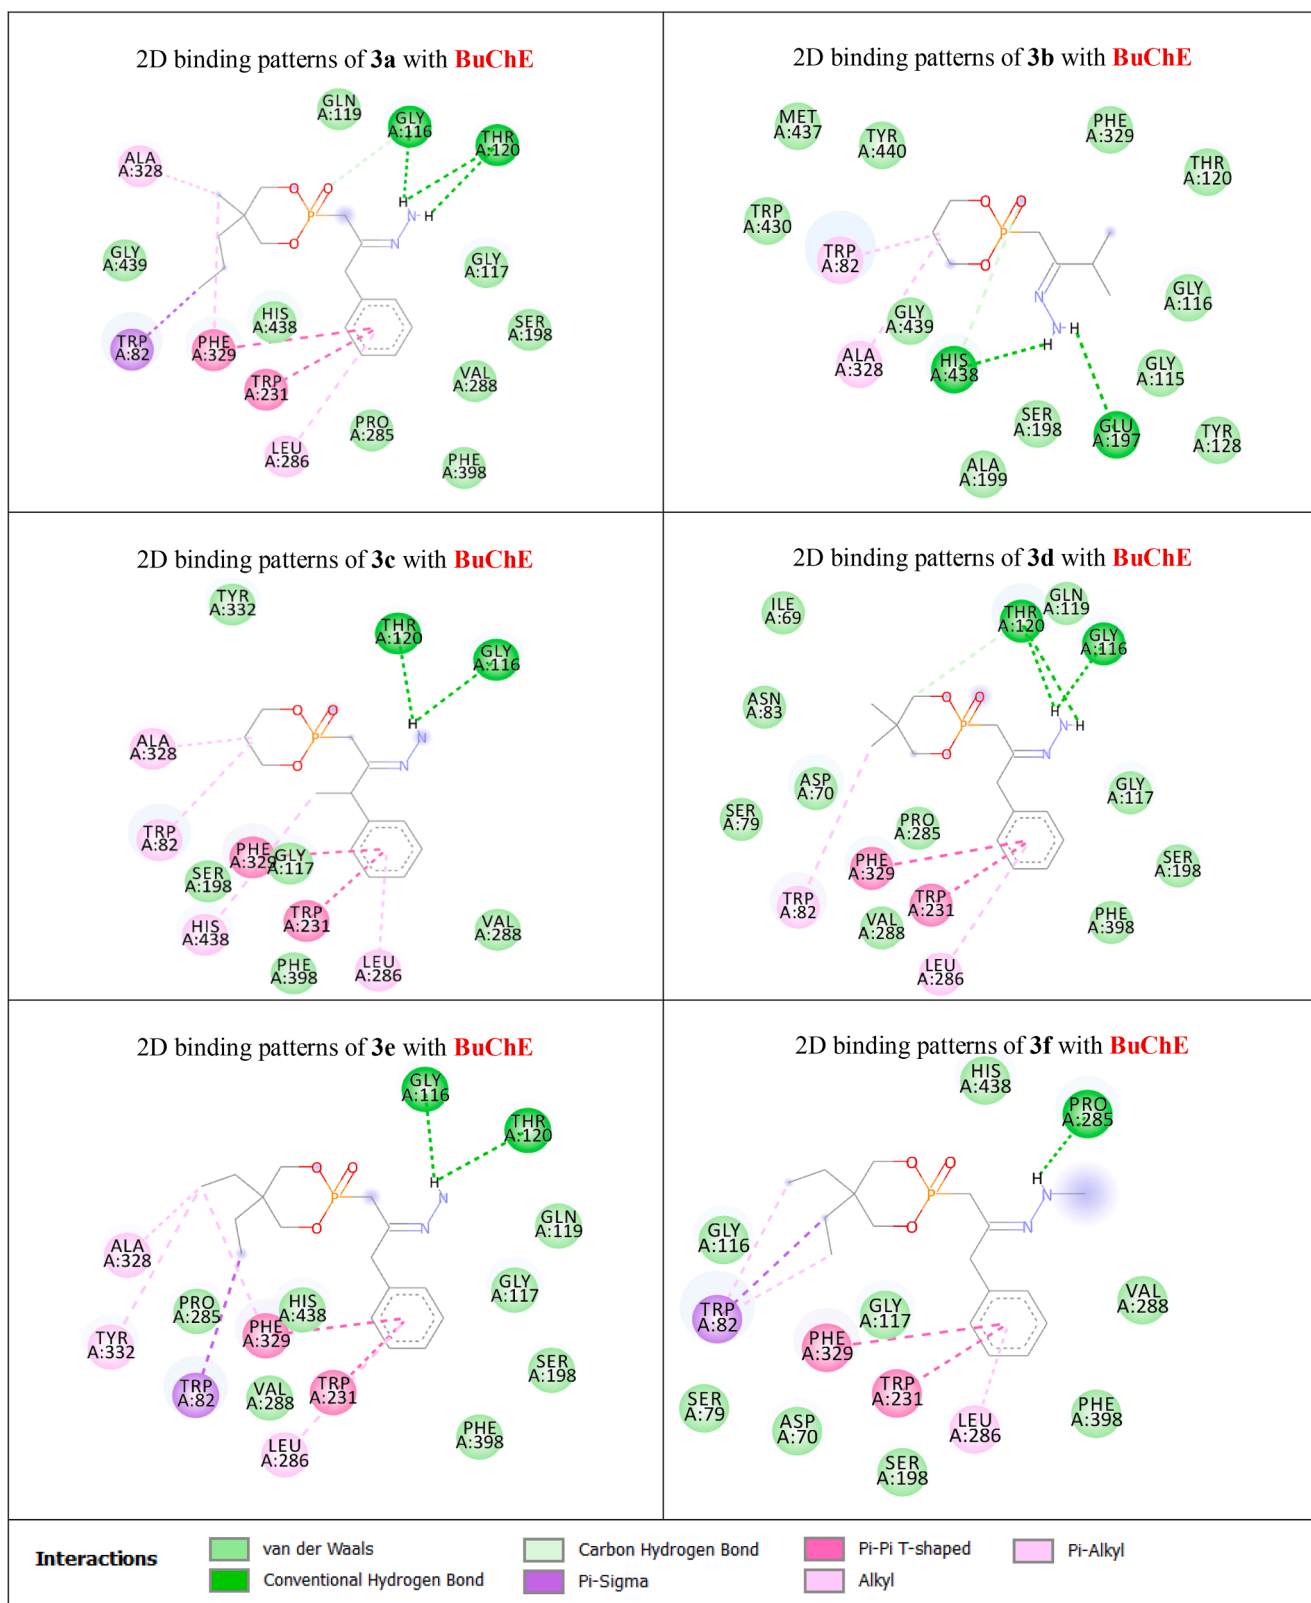 2D binding patterns of 3a with BuChE
GLN
A:119
GLY
A:116
THR
A:120
ALA
A:328
O
O
O
P
H
N
H
N
GLY
A:439
GLY
A:117
HIS
A:438
SER
A:198
TRP
A:82
PHE
A:329
TRP
A:231
VAL
A:288
PRO
A:285
LEU
A:286
PHE
A:398
2D binding patterns of 3b with BuChE
MET
A:437
TYR
A:440
PHE
A:329
THR
A:120
TRP
A:430
O
O
P
O
TRP
A:82
GLY
A:116
N
GLY
A:439
N
H
H
ALA
A:328
HIS
A:438
GLY
A:115
SER
A:198
GLU
A:197
TYR
A:128
ALA
A:199
2D binding patterns of 3c with BuChE
TYR
A:332
THR
A:120
GLY
A:116
O
O
H
P
N
ALA
A:328
O
N
TRP
A:82
PHE
A:329
GLY
A:117
SER
A:198
TRP
A:231
HIS
A:438
VAL
A:288
PHE
A:398
LEU
A:286
2D binding patterns of 3d with BuChE
ILE
A:69
THR
A:120
GLN
A:119
GLY
A:116
ASN
A:83
O
O
H
P
N
H
O
N
ASP
A:70
GLY
A:117
SER
A:79
PRO
A:285
PHE
A:329
SER
A:198
TRP
A:82
TRP
A:231
VAL
A:288
PHE
A:398
LEU
A:286
2D binding patterns of 3e with BuChE
GLY
A:116
THR
A:120
O
O
H
P
N
O
N
GLN
A:119
ALA
A:328
GLY
A:117
PRO
A:285
HIS
A:438
PHE
A:329
TYR
A:332
SER
A:198
TRP
A:82
VAL
A:288
TRP
A:231
PHE
A:398
LEU
A:286
2D binding patterns of 3f with BuChE
HIS
A:438
PRO
A:285
O
O
H
P
N
O
N
GLY
A:116
VAL
A:288
TRP
A:82
GLY
A:117
PHE
A:329
TRP
A:231
SER
A:79
ASP
A:70
LEU
A:286
PHE
A:398
SER
A:198
Interactions
van der Waals
Conventional Hydrogen Bond
Carbon Hydrogen Bond
Pi-Sigma
Pi-Pi T-shaped
Alkyl
Pi-Alkyl